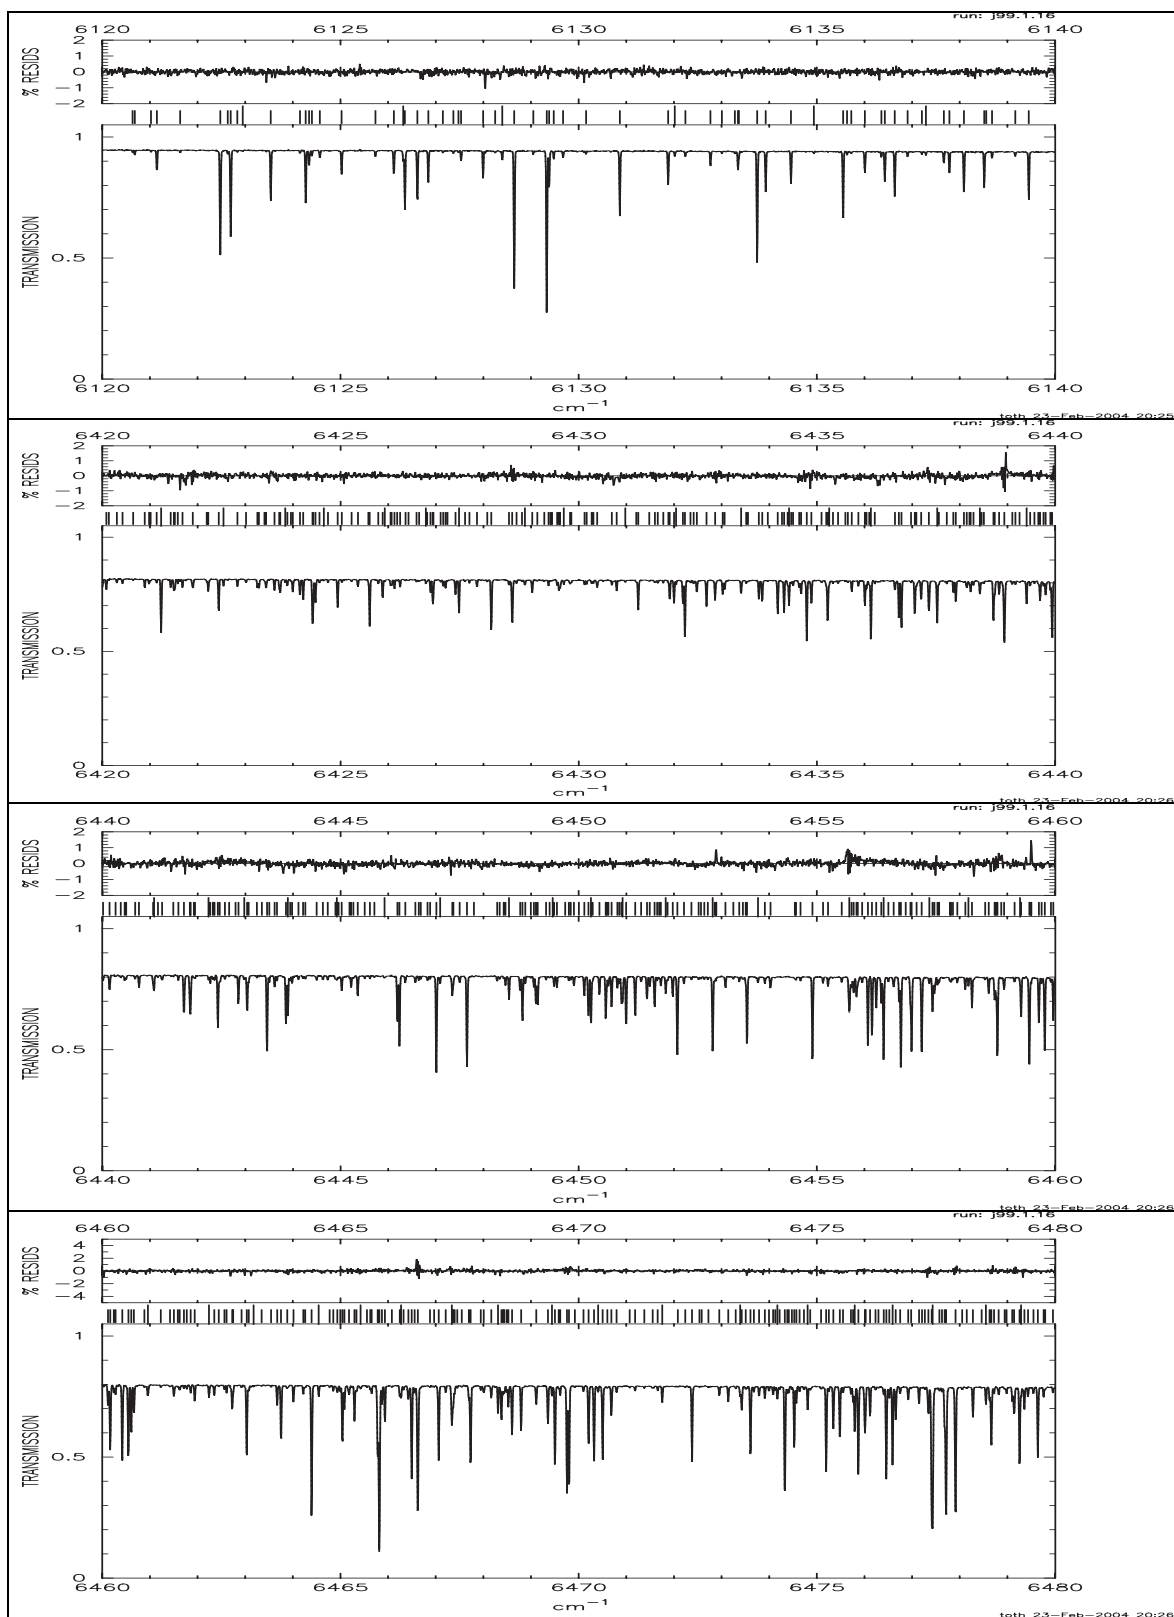 run: j99.1.16
6120 6125 6130 6135 6140
2
1
0
−1
−2
% RESIDS
1
0.5
0
TRANSMISSION
6120 6125 6130 6135 6140
cm−1
toth 23-Feb-2004 20:25
run: j99.1.16
6420 6425 6430 6435 6440
2
1
0
−1
−2
% RESIDS
1
0.5
0
TRANSMISSION
6420 6425 6430 6435 6440
cm−1
toth 23-Feb-2004 20:26
run: j99.1.16
6440 6445 6450 6455 6460
2
1
0
−1
−2
% RESIDS
1
0.5
0
TRANSMISSION
6440 6445 6450 6455 6460
cm−1
toth 23-Feb-2004 20:26
run: j99.1.16
6460 6465 6470 6475 6480
4
2
0
−2
−4
% RESIDS
1
0.5
0
TRANSMISSION
6460 6465 6470 6475 6480
cm−1
toth 23-Feb-2004 20:26